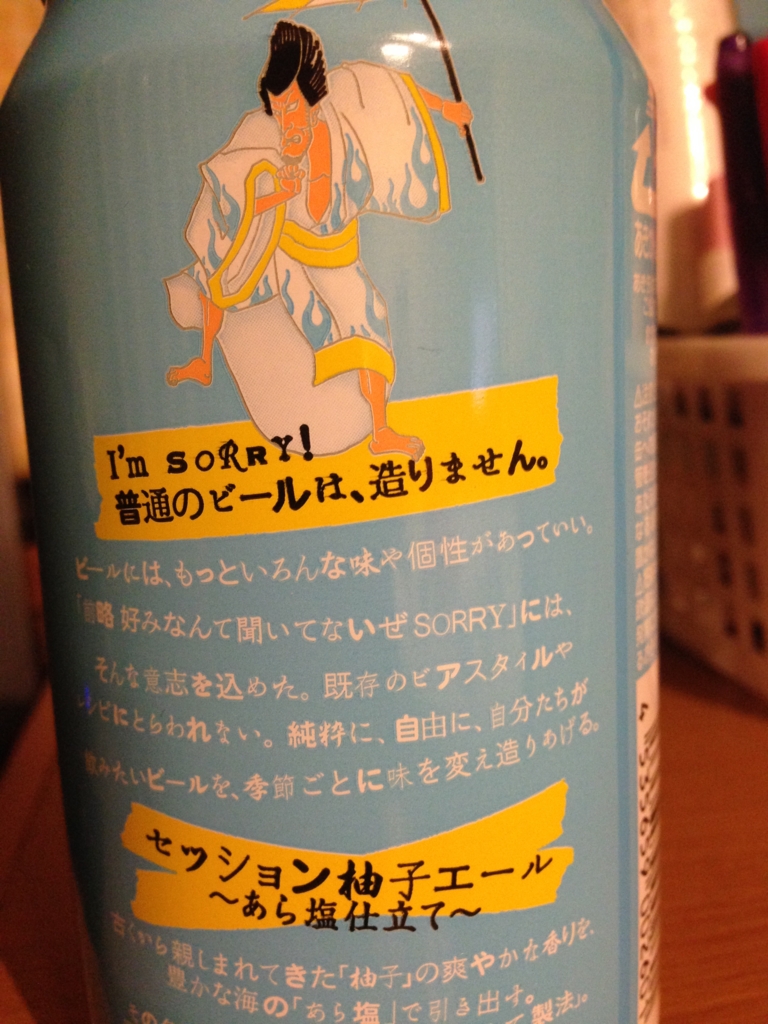 I'm SORRY!
普通のビールは、造りません。
ビールには、もっといろんな味や個性があっていい。
「前略 好みなんて聞いてないぜ SORRY」には、
そんな意志を込めた。既存のビアスタイルや
レシピにとらわれない。純粋に、自由に、自分たちが
飲みたいビールを、季節ごとに味を変え造りあげる。
セッション柚子エール
〜あら塩仕立て〜
古くから親しまれてきた「柚子」の爽やかな香りを、
豊かな海の「あら塩」で引き出す。
製法」。